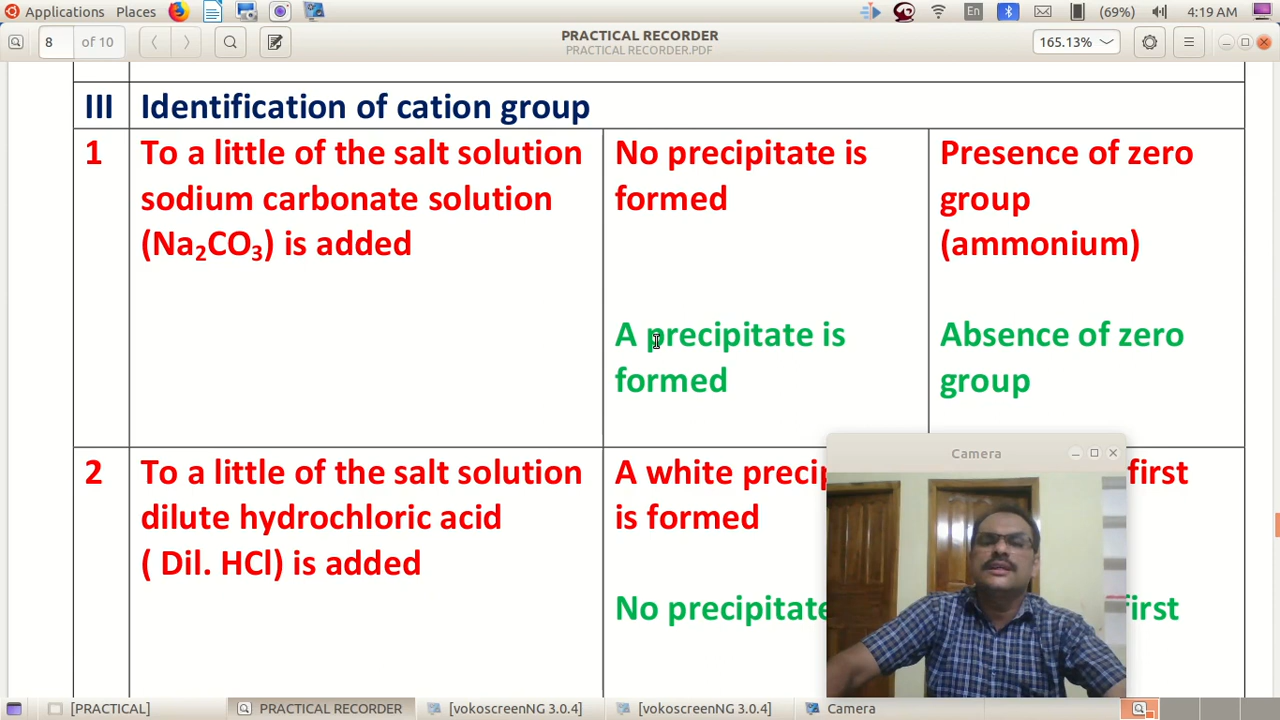 Applications Places En (69%) 4:19 AM
8 of 10 PRACTICAL RECORDER 165.13%
PRACTICAL RECORDER.PDF
III Identification of cation group
1 To a little of the salt solution No precipitate is Presence of zero
sodium carbonate solution formed group
(Na₂CO₃) is added (ammonium)
A precipitate is Absence of zero
formed group
Camera
2 To a little of the salt solution A white precip first
dilute hydrochloric acid is formed
( Dil. HCl) is added
No precipitate first
[PRACTICAL] PRACTICAL RECORDER [vokoscreenNG 3.0.4] [vokoscreenNG 3.0.4] Camera